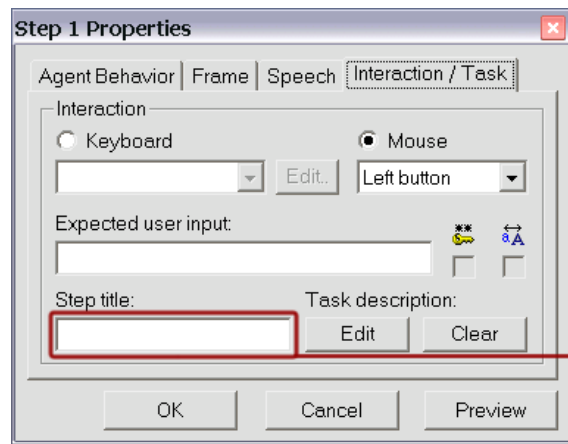 Step 1 Properties
Agent Behavior Frame Speech Interaction / Task
Interaction
Keyboard Mouse
Edit.. Left button
Expected user input:
aA
Step title: Task description:
Edit Clear
OK Cancel Preview